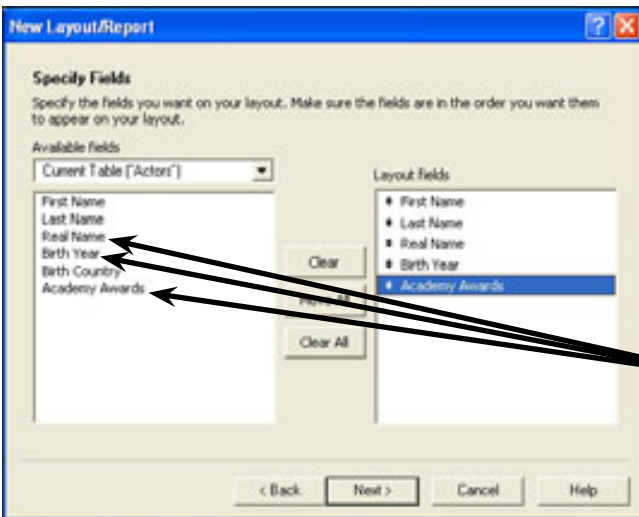 New Layout/Report
Specify Fields
Specify the fields you want on your layout. Make sure the fields are in the order you want them
to appear on your layout.
Available fields
Current Table ("Actors")
Layout fields
First Name
Last Name
Real Name
Birth Year
Birth Country
Academy Awards
Clear
Move All
Clear All
First Name
Last Name
Real Name
Birth Year
Academy Awards
< Back
Next >
Cancel
Help